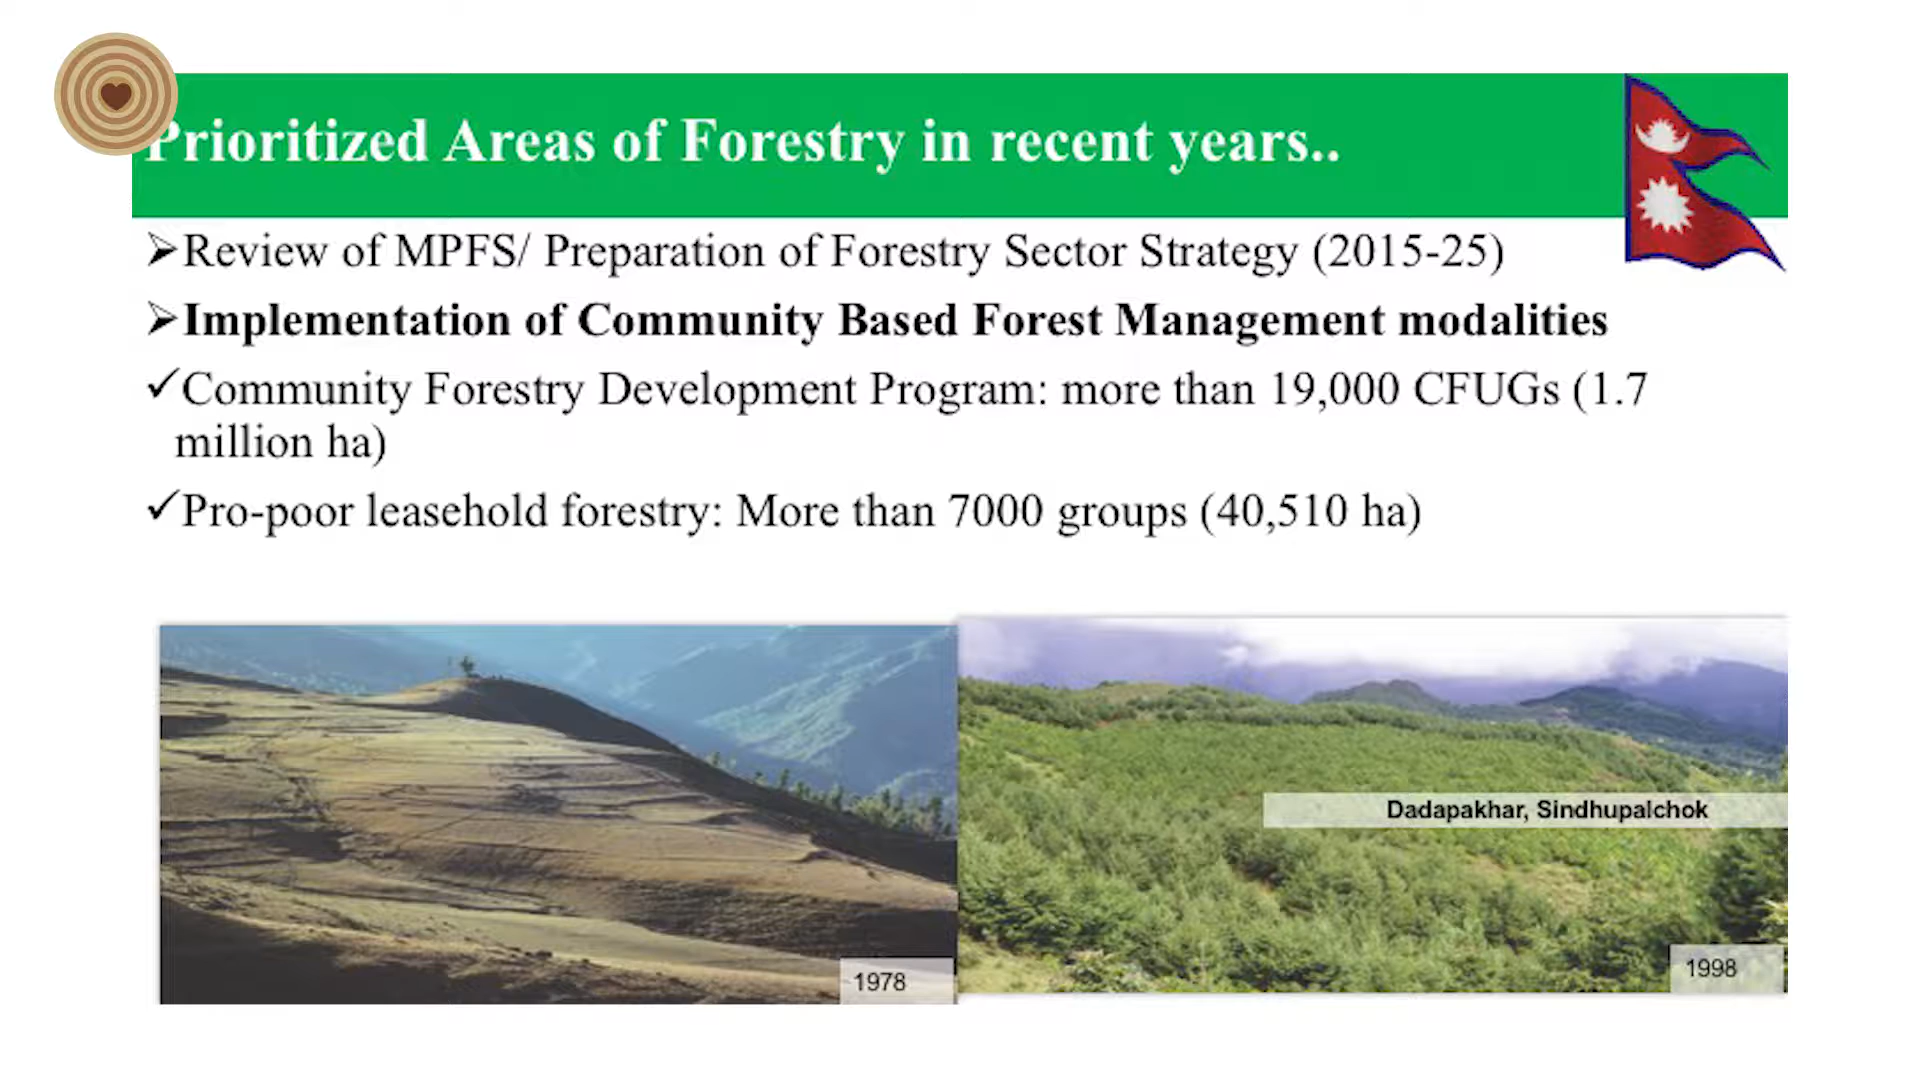 Prioritized Areas of Forestry in recent years..
➢Review of MPFS/ Preparation of Forestry Sector Strategy (2015-25)
➢Implementation of Community Based Forest Management modalities
✓Community Forestry Development Program: more than 19,000 CFUGs (1.7
million ha)
✓Pro-poor leasehold forestry: More than 7000 groups (40,510 ha)
Dadapakhar, Sindhupalchok
1978
1998